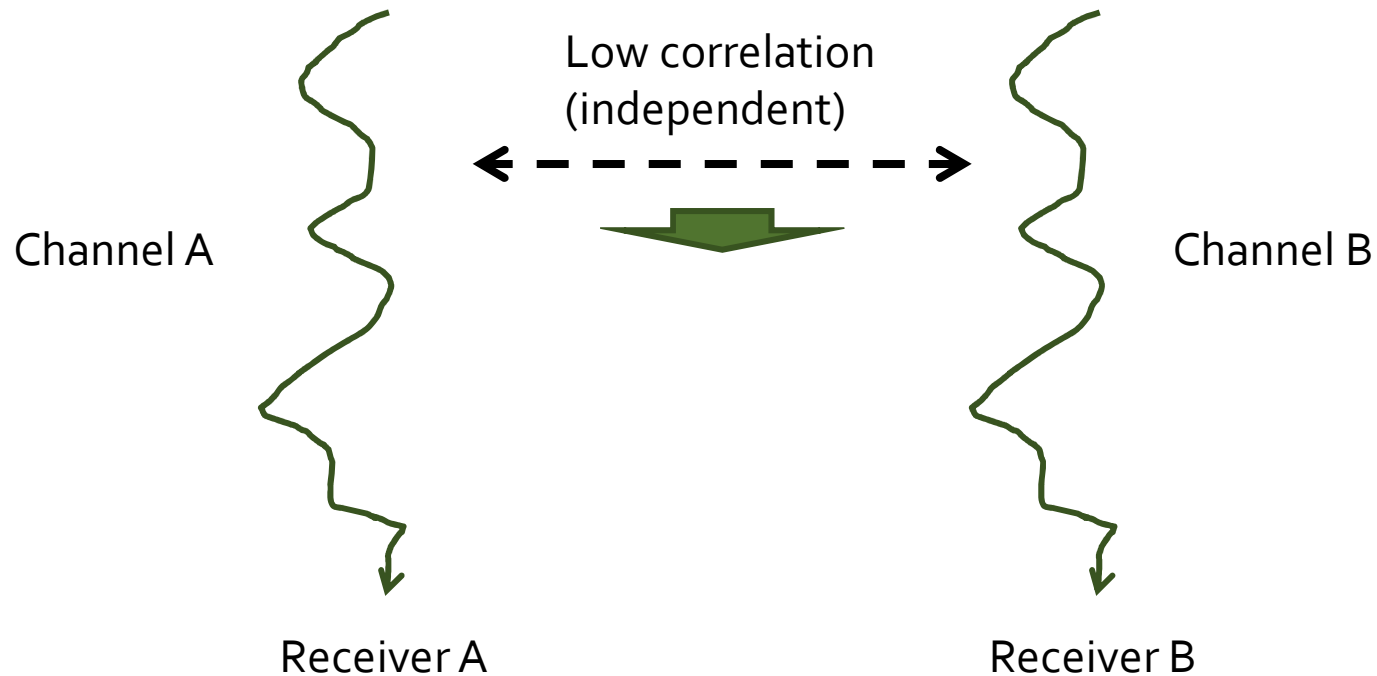 Low correlation
(independent)
Channel A
Channel B
Receiver A
Receiver B